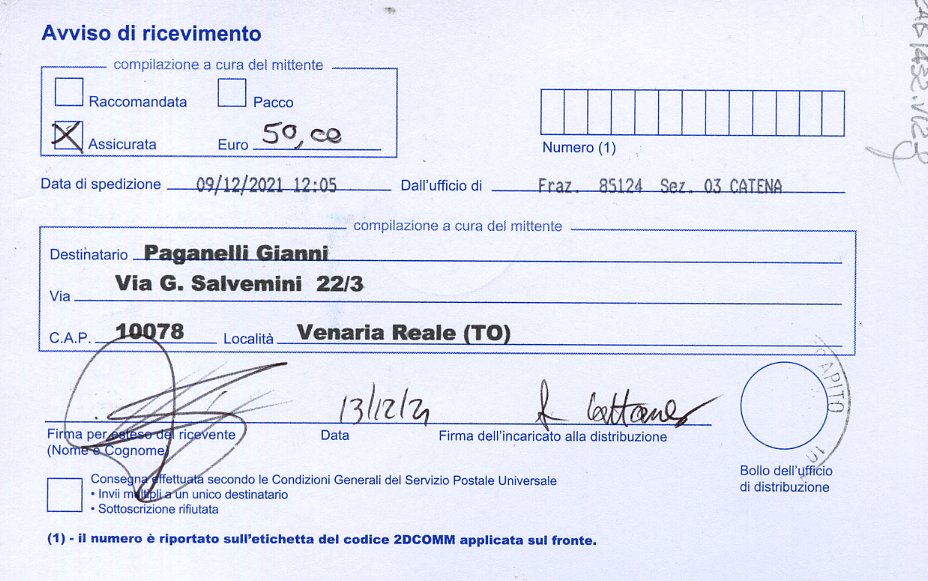 Avviso di ricevimento
compilazione a cura del mittente
Raccomandata Pacco
Assicurata Euro 50,00
Numero (1)
Data di spedizione 09/12/2021 12:05 Dall'ufficio di Fraz. 85124 Sez. 03 CATENA
compilazione a cura del mittente
Destinatario Paganelli Gianni
Via Via G. Salvemini 22/3
C.A.P. 10078 Località Venaria Reale (TO)
13/12/21
Firma per esteso del ricevente Data Firma dell'incaricato alla distribuzione
(Nome e Cognome)
Bollo dell'ufficio
di distribuzione
Consegna effettuata secondo le Condizioni Generali del Servizio Postale Universale
• Invii multipli a un unico destinatario
• Sottoscrizione rifiutata
(1) - il numero è riportato sull'etichetta del codice 2DCOMM applicata sul fronte.